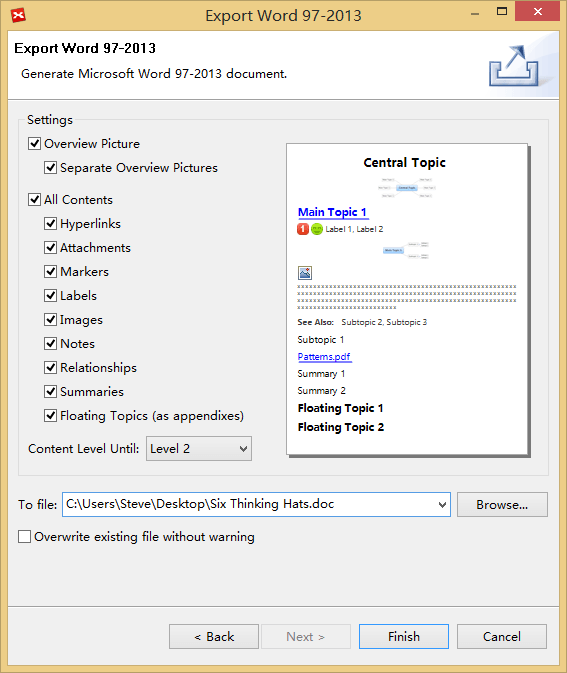 Export Word 97-2013
Export Word 97-2013
Generate Microsoft Word 97-2013 document.
Settings
Overview Picture
Separate Overview Pictures
All Contents
Hyperlinks
Attachments
Markers
Labels
Images
Notes
Relationships
Summaries
Floating Topics (as appendixes)
Content Level Until: Level 2
Central Topic
Main Topic 1
1 Label 1, Label 2
See Also: Subtopic 2, Subtopic 3
Subtopic 1
Patterns.pdf
Summary 1
Summary 2
Floating Topic 1
Floating Topic 2
To file: C:\Users\Steve\Desktop\Six Thinking Hats.doc Browse...
Overwrite existing file without warning
< Back Next > Finish Cancel